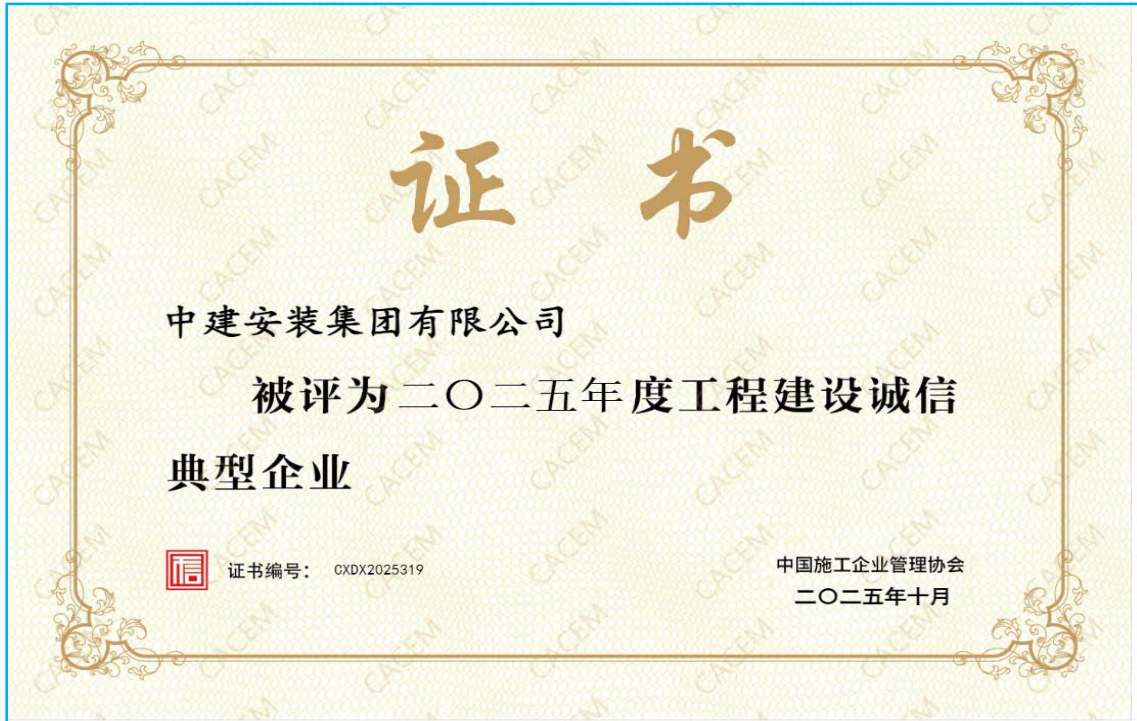 证 书
中建安装集团有限公司
被评为二〇二五年度工程建设诚信
典型企业
信 证书编号： CXDX2025319
中国施工企业管理协会
二〇二五年十月
CACEM